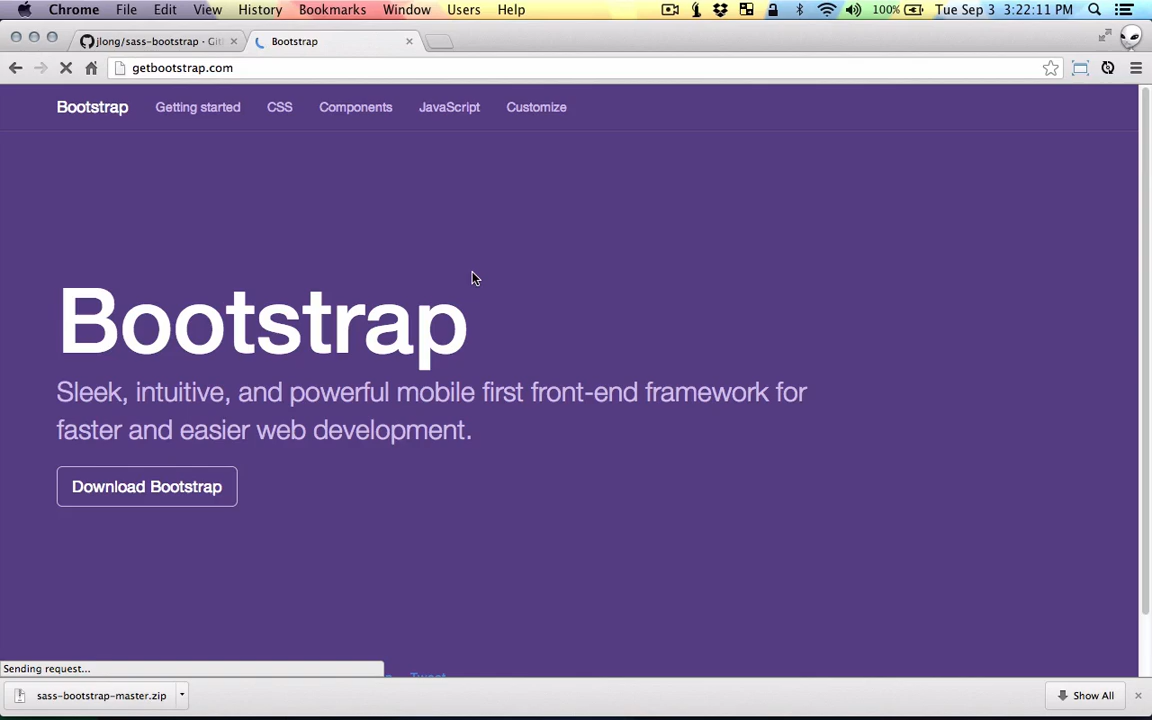 Chrome File Edit View History Bookmarks Window Users Help 100% Tue Sep 3 3:22:11 PM
jlong/sass-bootstrap · Git Bootstrap
getbootstrap.com
Bootstrap Getting started CSS Components JavaScript Customize
Bootstrap
Sleek, intuitive, and powerful mobile first front-end framework for
faster and easier web development.
Download Bootstrap
Sending request...
Tweet
sass-bootstrap-master.zip Show All